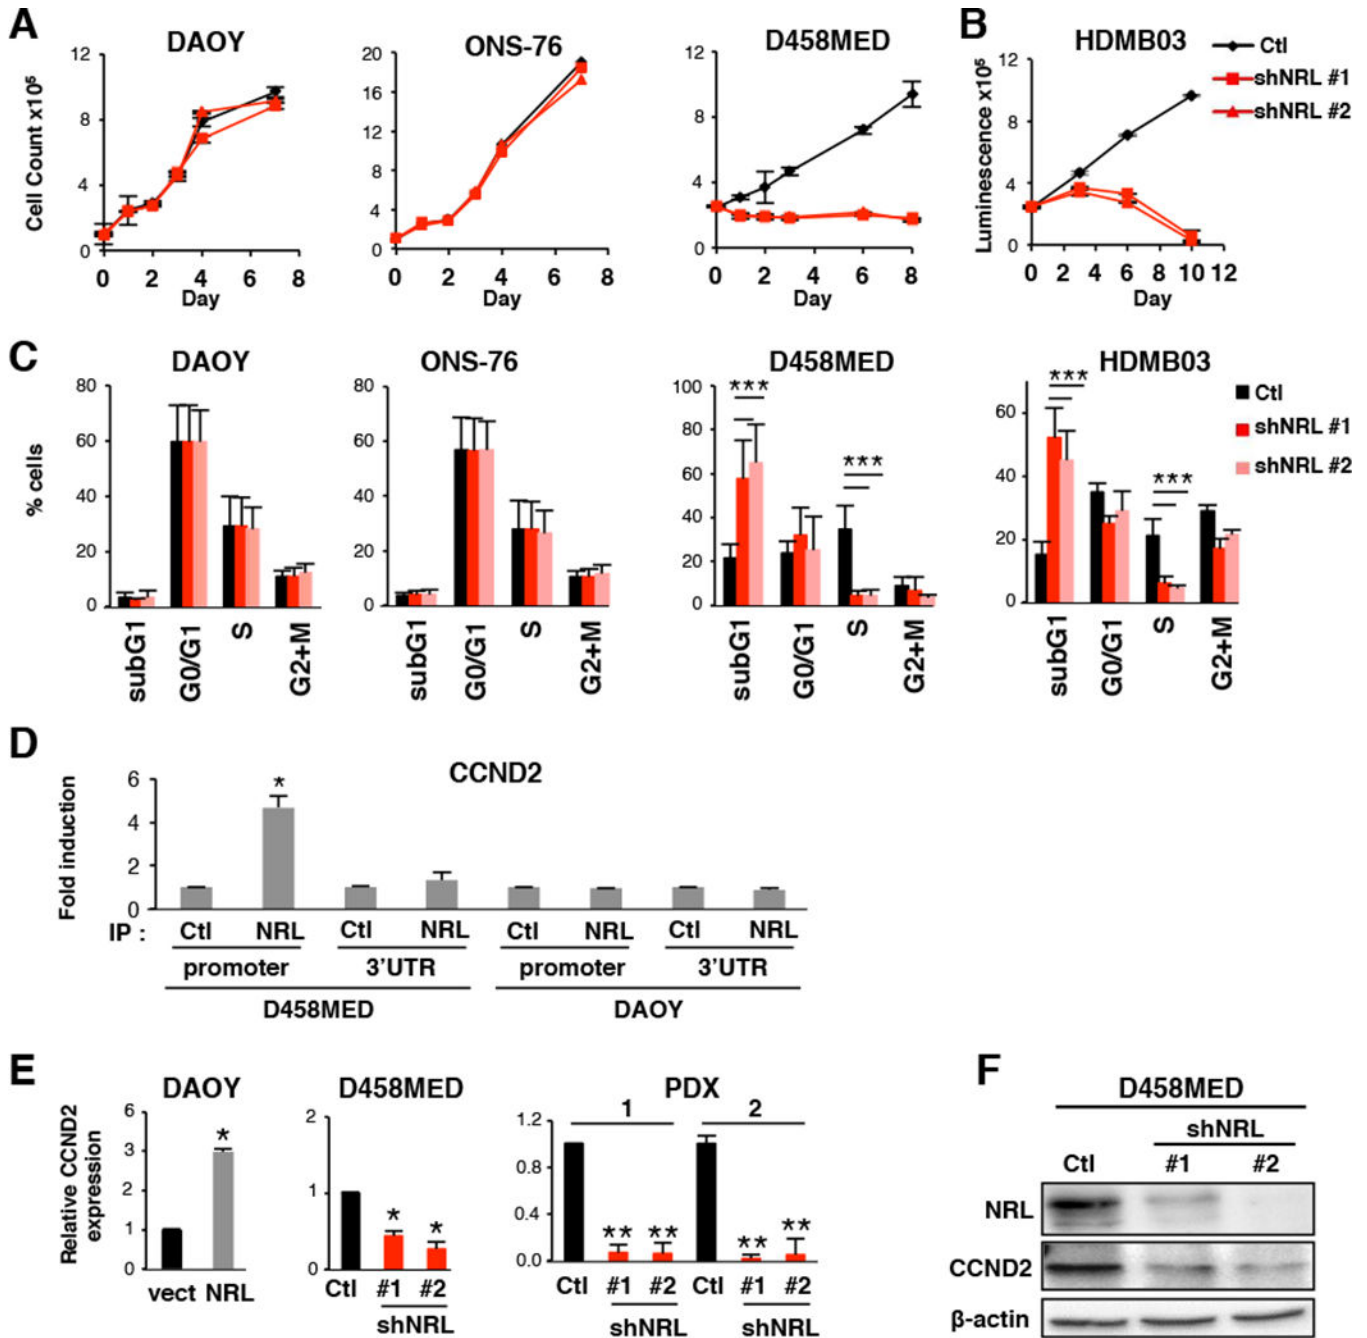 A
DAOY
ONS-76
D458MED
B
HDMB03
Ctl
shNRL #1
shNRL #2
Cell Count x10⁵
12
8
4
0
0 2 4 6 8
Day
20
16
12
8
4
0
0 2 4 6 8
Day
12
8
4
0
0 2 4 6 8
Day
Luminescence x10⁵
12
8
4
0
0 2 4 6 8 10 12
Day
C
DAOY
ONS-76
D458MED
HDMB03
Ctl
shNRL #1
shNRL #2
% cells
80
60
40
20
0
subG1 G0/G1 S G2+M
80
60
40
20
0
subG1 G0/G1 S G2+M
100
80
60
40
20
0
***
***
subG1 G0/G1 S G2+M
60
40
20
0
***
***
subG1 G0/G1 S G2+M
D
CCND2
Fold induction
6
4
2
0
*
IP : Ctl NRL Ctl NRL Ctl NRL Ctl NRL
promoter 3'UTR promoter 3'UTR
D458MED DAOY
E
DAOY
D458MED
PDX
Relative CCND2
expression
6
3
2
1
0
*
vect NRL
2
1
0
* *
Ctl #1 #2
shNRL
1 2
1.2
0.8
0.4
0.0
** ** ** **
Ctl #1 #2 Ctl #1 #2
shNRL shNRL
F
D458MED
shNRL
Ctl #1 #2
NRL
CCND2
β-actin